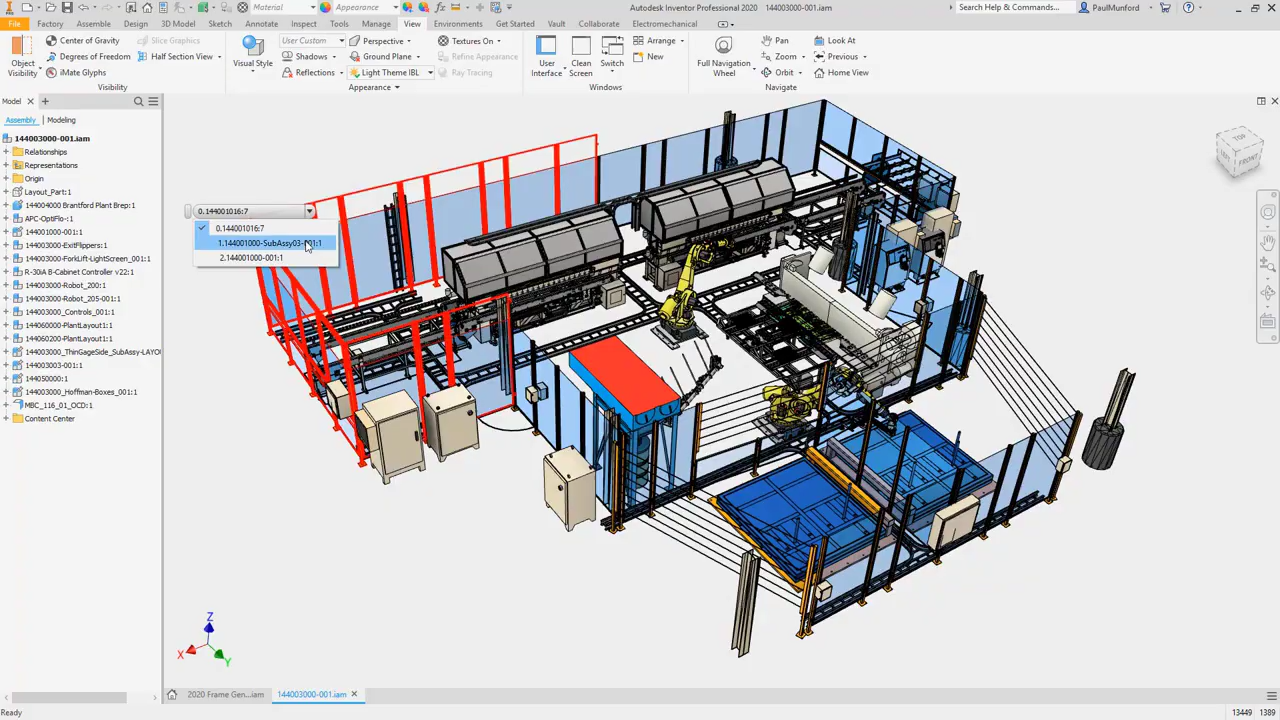 Material
Appearance
Autodesk Inventor Professional 2020 144003000-001.iam
Search Help & Commands...
PaulMunford
File
Factory
Assemble
Design
3D Model
Sketch
Annotate
Inspect
Tools
Manage
View
Environments
Get Started
Vault
Collaborate
Electromechanical
Object
Visibility
Center of Gravity
Degrees of Freedom
iMate Glyphs
Slice Graphics
Half Section View
Visibility
Visual Style
User Custom
Shadows
Reflections
Perspective
Ground Plane
Light Theme IBL
Textures On
Refine Appearance
Ray Tracing
Appearance
User
Interface
Clean
Screen
Switch
Arrange
New
Windows
Full Navigation
Wheel
Pan
Zoom
Orbit
Look At
Previous
Home View
Navigate
Model
Assembly
Modeling
144003000-001.iam
Relationships
Representations
Origin
Layout_Part:1
144004000 Brantford Plant Brep:1
APC-OptiFlo-:1
144001000-001:1
144003000-ExitFlippers:1
144003000-ForkLift-LightScreen_001:1
R-30iA B-Cabinet Controller v22:1
144003000-Robot_200:1
144003000-Robot_205-001:1
144003000_Controls_001:1
144060000-PlantLayout1:1
144060200-PlantLayout:1
144003000_ThinGageSide_SubAssy-LAYO
144003003-001:1
144050000:1
144003000_Hoffman-Boxes_001:1
MBC_116_01_OCD:1
Content Center
0.144001016:7
0.144001016:7
1.144001000-SubAssy03-001:1
2.144001000-001:1
TOP
FRONT
Z
X
Y
2020 Frame Gen...iam
144003000-001.iam
Ready
13449
1389